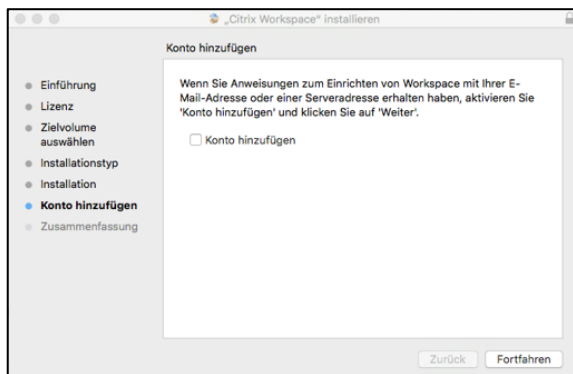 „Citrix Workspace“ installieren
Konto hinzufügen
Einführung
Lizenz
Zielvolume
auswählen
Installationstyp
Installation
Konto hinzufügen
Zusammenfassung
Wenn Sie Anweisungen zum Einrichten von Workspace mit Ihrer E-
Mail-Adresse oder einer Serveradresse erhalten haben, aktivieren Sie
'Konto hinzufügen' und klicken Sie auf 'Weiter'.
Konto hinzufügen
Zurück
Fortfahren